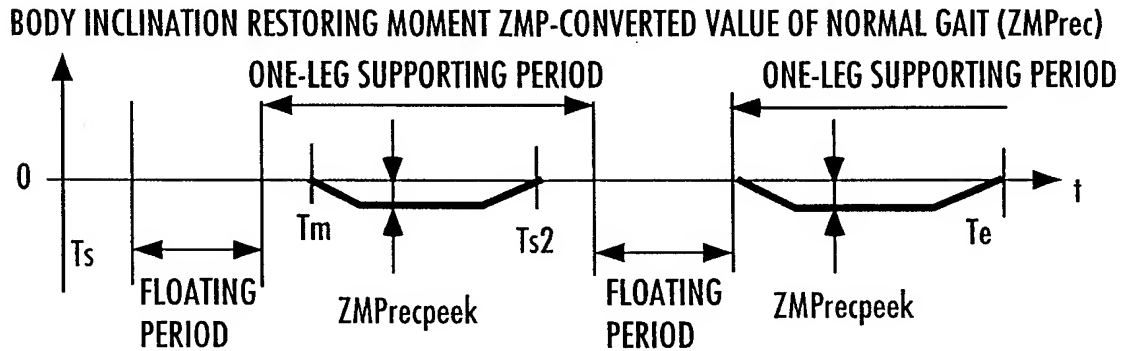 BODY INCLINATION RESTORING MOMENT ZMP-CONVERTED VALUE OF NORMAL GAIT (ZMPrec)
ONE-LEG SUPPORTING PERIOD
ONE-LEG SUPPORTING PERIOD
0
t
Ts
Tm
Ts2
Te
FLOATING
PERIOD
ZMPrecpeek
FLOATING
PERIOD
ZMPrecpeek